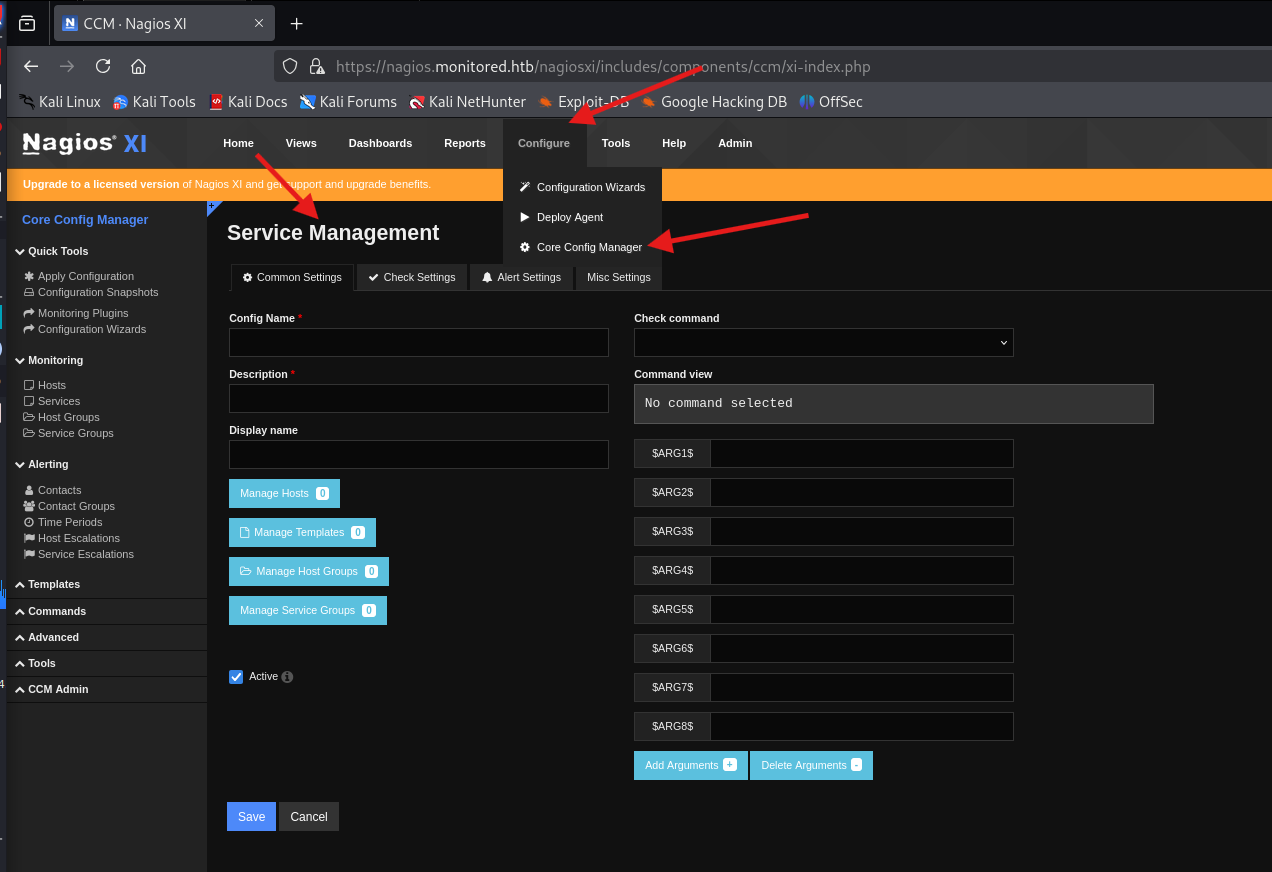 CCM · Nagios XI
https://nagios.monitored.htb/nagiosxi/includes/components/ccm/xi-index.php
Kali Linux Kali Tools Kali Docs Kali Forums Kali NetHunter Exploit-DB Google Hacking DB OffSec
Nagios® XI Home Views Dashboards Reports Configure Tools Help Admin
Upgrade to a licensed version of Nagios XI and get support and upgrade benefits.
Configuration Wizards
Deploy Agent
Core Config Manager
Core Config Manager
Quick Tools
Apply Configuration
Configuration Snapshots
Monitoring Plugins
Configuration Wizards
Monitoring
Hosts
Services
Host Groups
Service Groups
Alerting
Contacts
Contact Groups
Time Periods
Host Escalations
Service Escalations
Templates
Commands
Advanced
Tools
CCM Admin
Service Management
Common Settings Check Settings Alert Settings Misc Settings
Config Name *
Description *
Display name
Manage Hosts 0
Manage Templates 0
Manage Host Groups 0
Manage Service Groups 0
Active
Check command
Command view
No command selected
$ARG1$
$ARG2$
$ARG3$
$ARG4$
$ARG5$
$ARG6$
$ARG7$
$ARG8$
Add Arguments + Delete Arguments -
Save Cancel